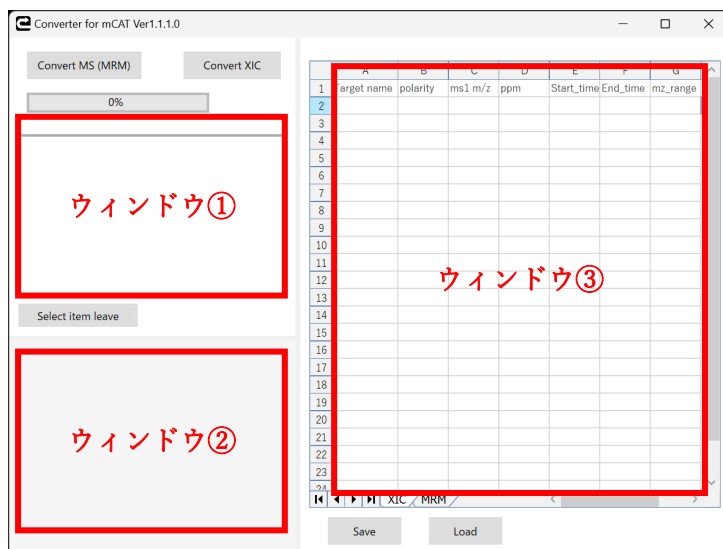 Converter for mCAT Ver1.1.1.0
Convert MS (MRM)
Convert XIC
0%
ウィンドウ①
Select item leave
ウィンドウ②
A B C D E F G
1 Target name polarity ms1 m/z ppm Start_time End_time mz_range
2
3
4
5
6
7
8
9
10
11
12
13
14
15
16
17
18
19
20
21
22
23
24
ウィンドウ③
XIC MRM
Save
Load